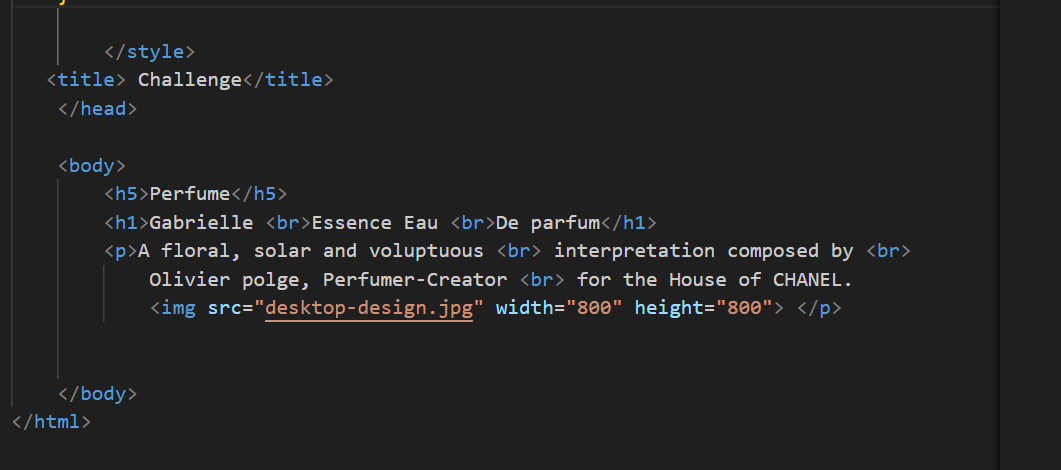 </style>
<title> Challenge</title>
</head>
<body>
<h5>Perfume</h5>
<h1>Gabrielle <br>Essence Eau <br>De parfum</h1>
<p>A floral, solar and voluptuous <br> interpretation composed by <br>
Olivier polge, Perfumer-Creator <br> for the House of CHANEL.
<img src="desktop-design.jpg" width="800" height="800"> </p>
</body>
</html>